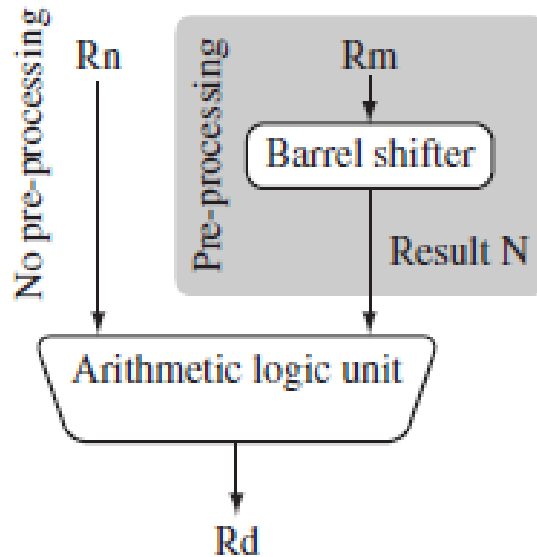 No pre-processing
Rn
Pre-processing
Rm
Barrel shifter
Result N
Arithmetic logic unit
Rd